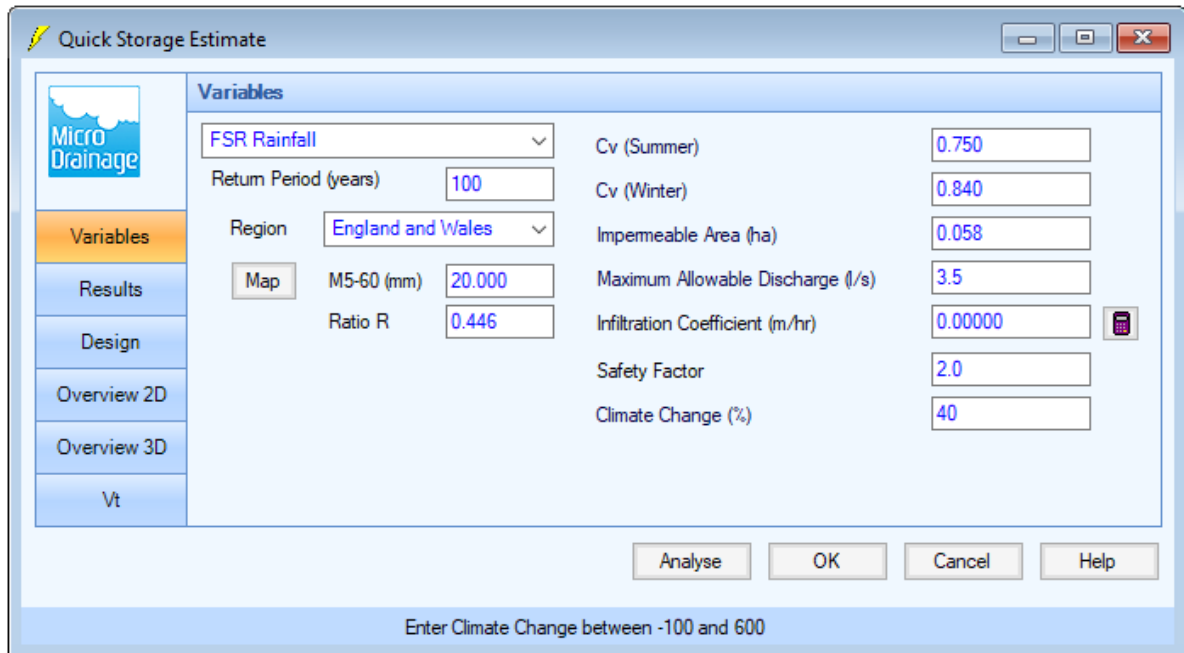 Quick Storage Estimate
Micro
Drainage
Variables
Results
Design
Overview 2D
Overview 3D
Vt
Variables
FSR Rainfall
Return Period (years) 100
Region England and Wales
Map M5-60 (mm) 20.000
Ratio R 0.446
Cv (Summer) 0.750
Cv (Winter) 0.840
Impermeable Area (ha) 0.058
Maximum Allowable Discharge (l/s) 3.5
Infiltration Coefficient (m/hr) 0.00000
Safety Factor 2.0
Climate Change (%) 40
Analyse OK Cancel Help
Enter Climate Change between -100 and 600